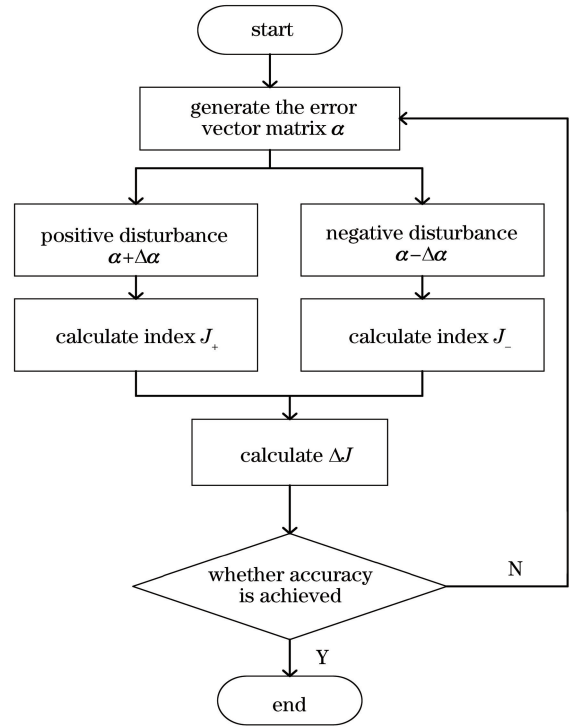 start
generate the error
vector matrix α
positive disturbance
α+Δα
negative disturbance
α−Δα
calculate index J₊
calculate index J₋
calculate ΔJ
whether accuracy
is achieved
N
Y
end